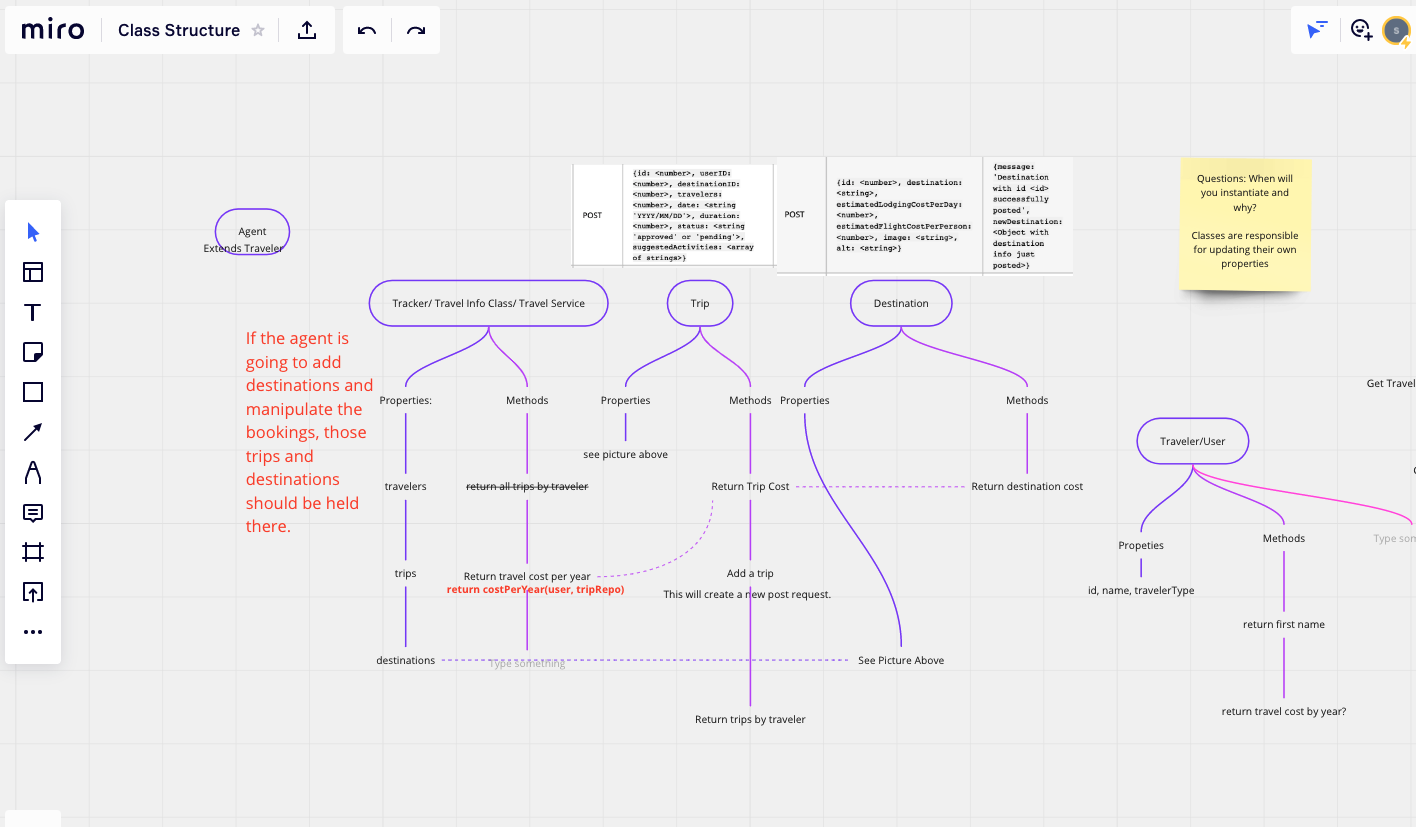 miro
Class Structure
S
POST
{id: <number>, userID:
<number>, destinationID:
<number>, travelers:
<number>, date: <string
'YYYY/MM/DD'>, duration:
<number>, status: <string
'approved' or 'pending'>,
suggestedActivities: <array
of strings>}
POST
{id: <number>, destination:
<string>,
estimatedLodgingCostPerDay:
<number>,
estimatedFlightCostPerPerson:
<number>, image: <string>,
alt: <string>}
{message:
'Destination
with id <id>
successfully
posted',
newDestination:
<Object with
destination
info just
posted>}
Questions: When will
you instantiate and
why?
Classes are responsible
for updating their own
properties
Agent
Extends Traveler
Tracker/ Travel Info Class/ Travel Service
Trip
Destination
If the agent is
going to add
destinations and
manipulate the
bookings, those
trips and
destinations
should be held
there.
Properties:
Methods
Properties
Methods
Properties
Methods
Get Travel
see picture above
Traveler/User
travelers
return all trips by traveler
Return Trip Cost
Return destination cost
Propeties
Methods
Type som
trips
Return travel cost per year
return costPerYear(user, tripRepo)
Add a trip
This will create a new post request.
id, name, travelerType
return first name
destinations
Type something
See Picture Above
Return trips by traveler
return travel cost by year?